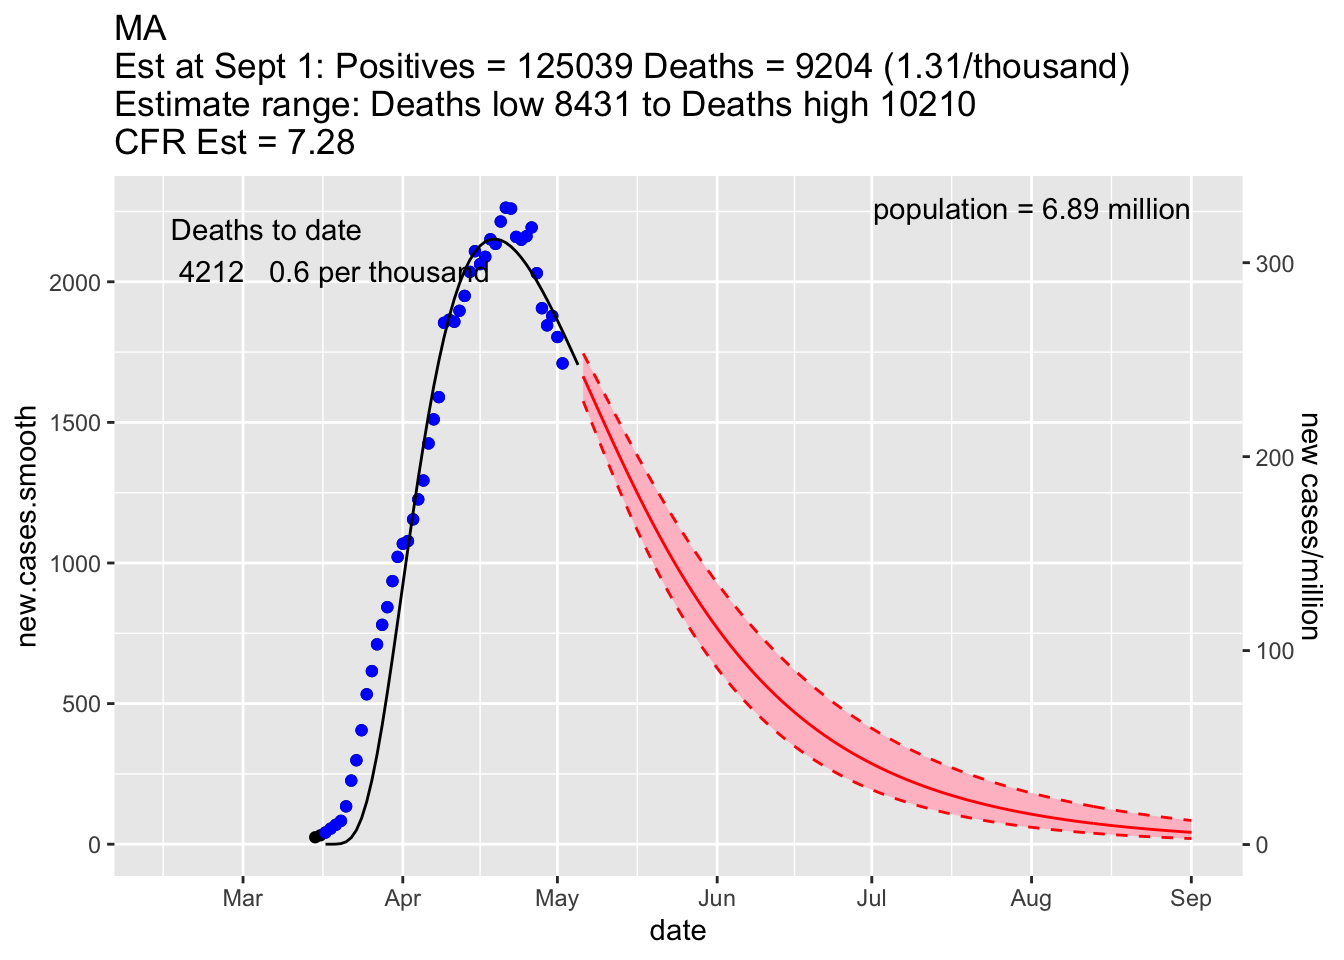 MA
Est at Sept 1: Positives = 125039 Deaths = 9204 (1.31/thousand)
Estimate range: Deaths low 8431 to Deaths high 10210
CFR Est = 7.28
population = 6.89 million
Deaths to date
4212 0.6 per thousand
2000
1500
1000
500
0
new.cases.smooth
300
200
100
0
new cases/million
Mar Apr May Jun Jul Aug Sep
date